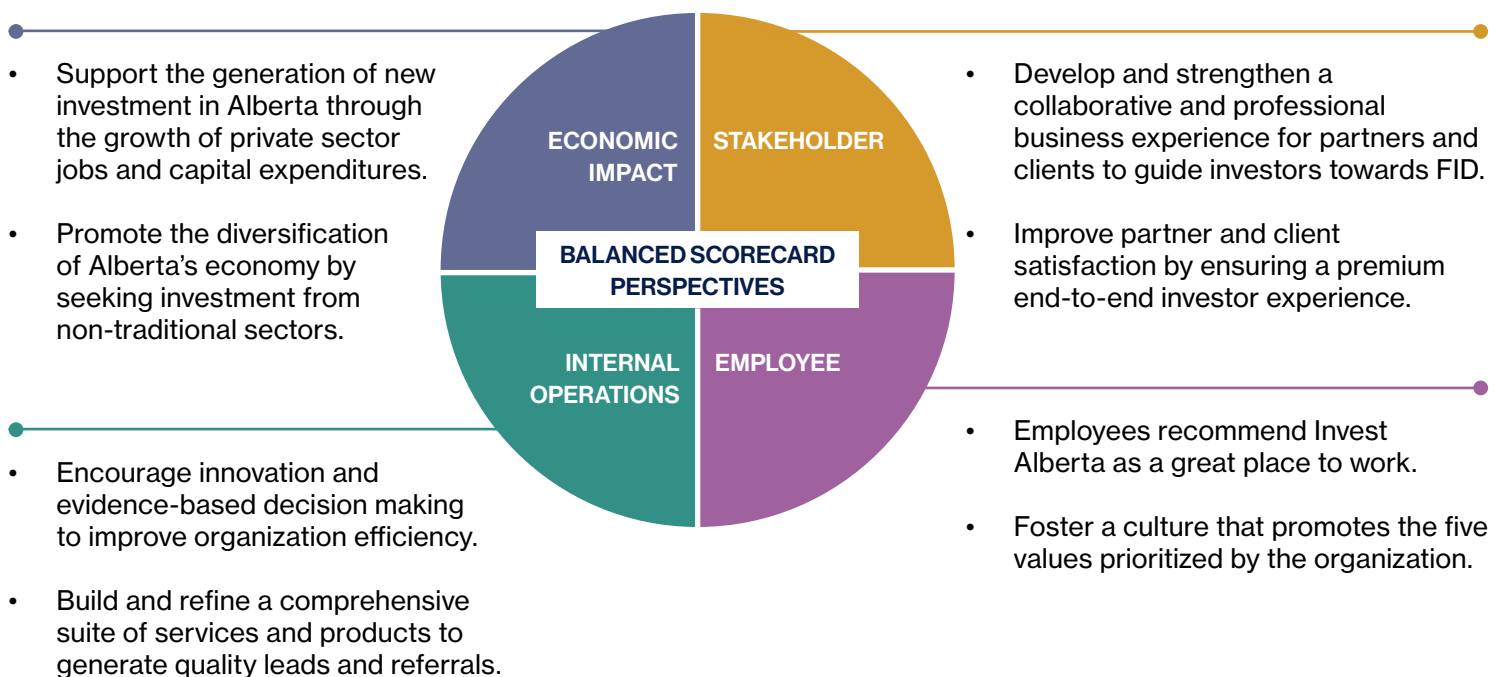 • Support the generation of new
investment in Alberta through
the growth of private sector
jobs and capital expenditures.
• Promote the diversification
of Alberta’s economy by
seeking investment from
non-traditional sectors.
ECONOMIC
IMPACT
STAKEHOLDER
• Develop and strengthen a
collaborative and professional
business experience for partners and
clients to guide investors towards FID.
• Improve partner and client
satisfaction by ensuring a premium
end-to-end investor experience.
BALANCED SCORECARD
PERSPECTIVES
INTERNAL
OPERATIONS
EMPLOYEE
• Encourage innovation and
evidence-based decision making
to improve organization efficiency.
• Build and refine a comprehensive
suite of services and products to
generate quality leads and referrals.
• Employees recommend Invest
Alberta as a great place to work.
• Foster a culture that promotes the five
values prioritized by the organization.